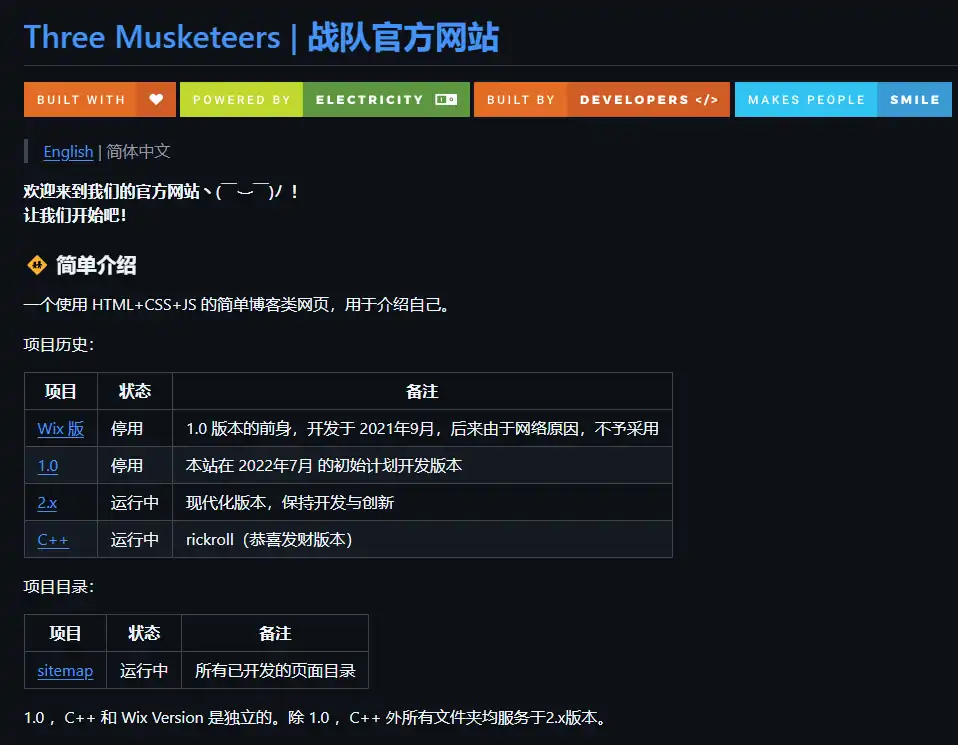 Three Musketeers | 战队官方网站
BUILT WITH ❤ POWERED BY ELECTRICITY BUILT BY DEVELOPERS </> MAKES PEOPLE SMILE
English | 简体中文
欢迎来到我们的官方网站ヽ(￣︶￣)ﾉ！
让我们开始吧!
🚸 简单介绍
一个使用 HTML+CSS+JS 的简单博客类网页，用于介绍自己。
项目历史：
项目 状态 备注
Wix 版 停用 1.0 版本的前身，开发于 2021年9月，后来由于网络原因，不予采用
1.0 停用 本站在 2022年7月 的初始计划开发版本
2.x 运行中 现代化版本，保持开发与创新
C++ 运行中 rickroll（恭喜发财版本）
项目目录：
项目 状态 备注
sitemap 运行中 所有已开发的页面目录
1.0 ，C++ 和 Wix Version 是独立的。除 1.0 ，C++ 外所有文件夹均服务于2.x版本。